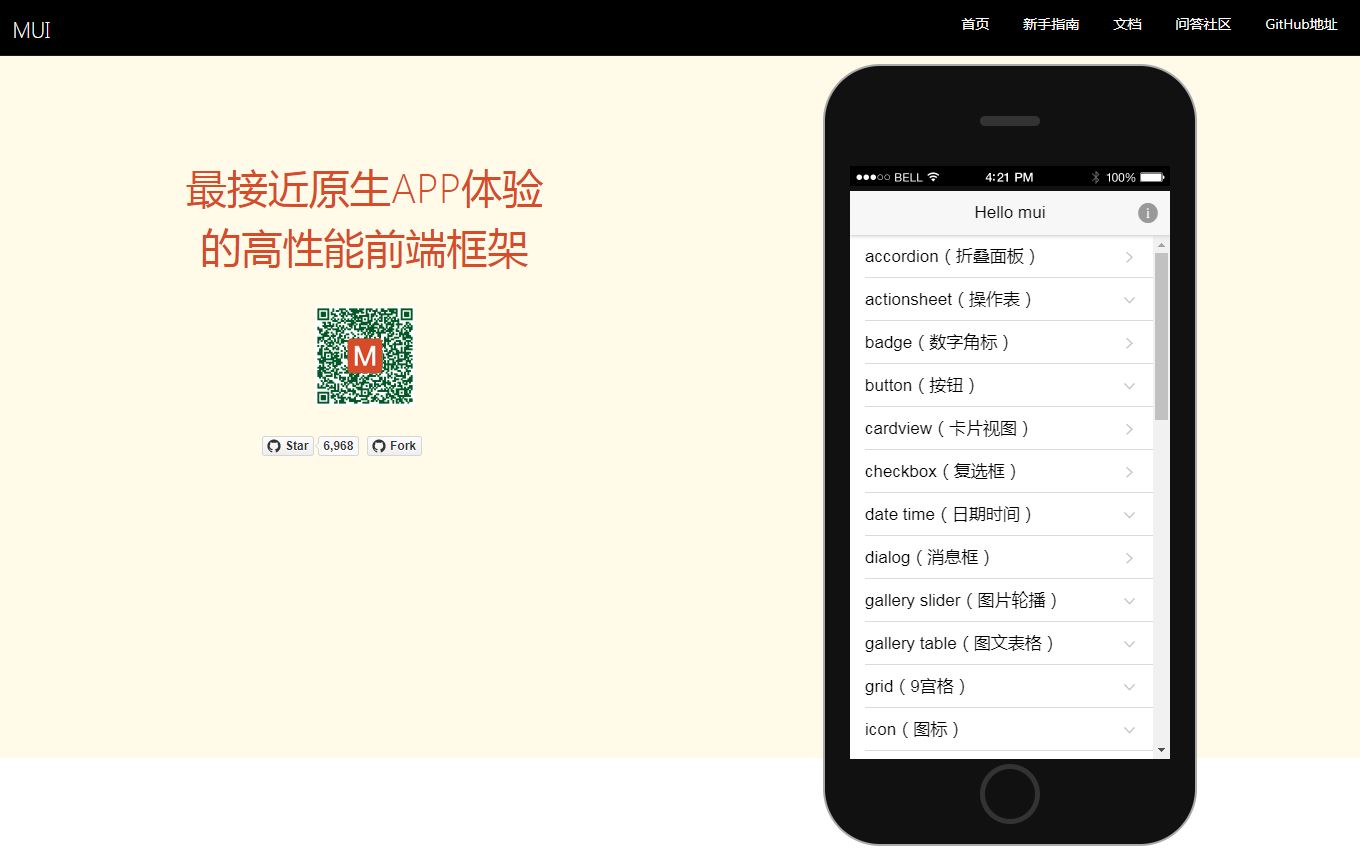 MUI
首页 新手指南 文档 问答社区 GitHub地址
最接近原生APP体验
的高性能前端框架
M
Star 6,968 Fork
BELL 4:21 PM 100%
Hello mui i
accordion（折叠面板）
actionsheet（操作表）
badge（数字角标）
button（按钮）
cardview（卡片视图）
checkbox（复选框）
date time（日期时间）
dialog（消息框）
gallery slider（图片轮播）
gallery table（图文表格）
grid（9宫格）
icon（图标）